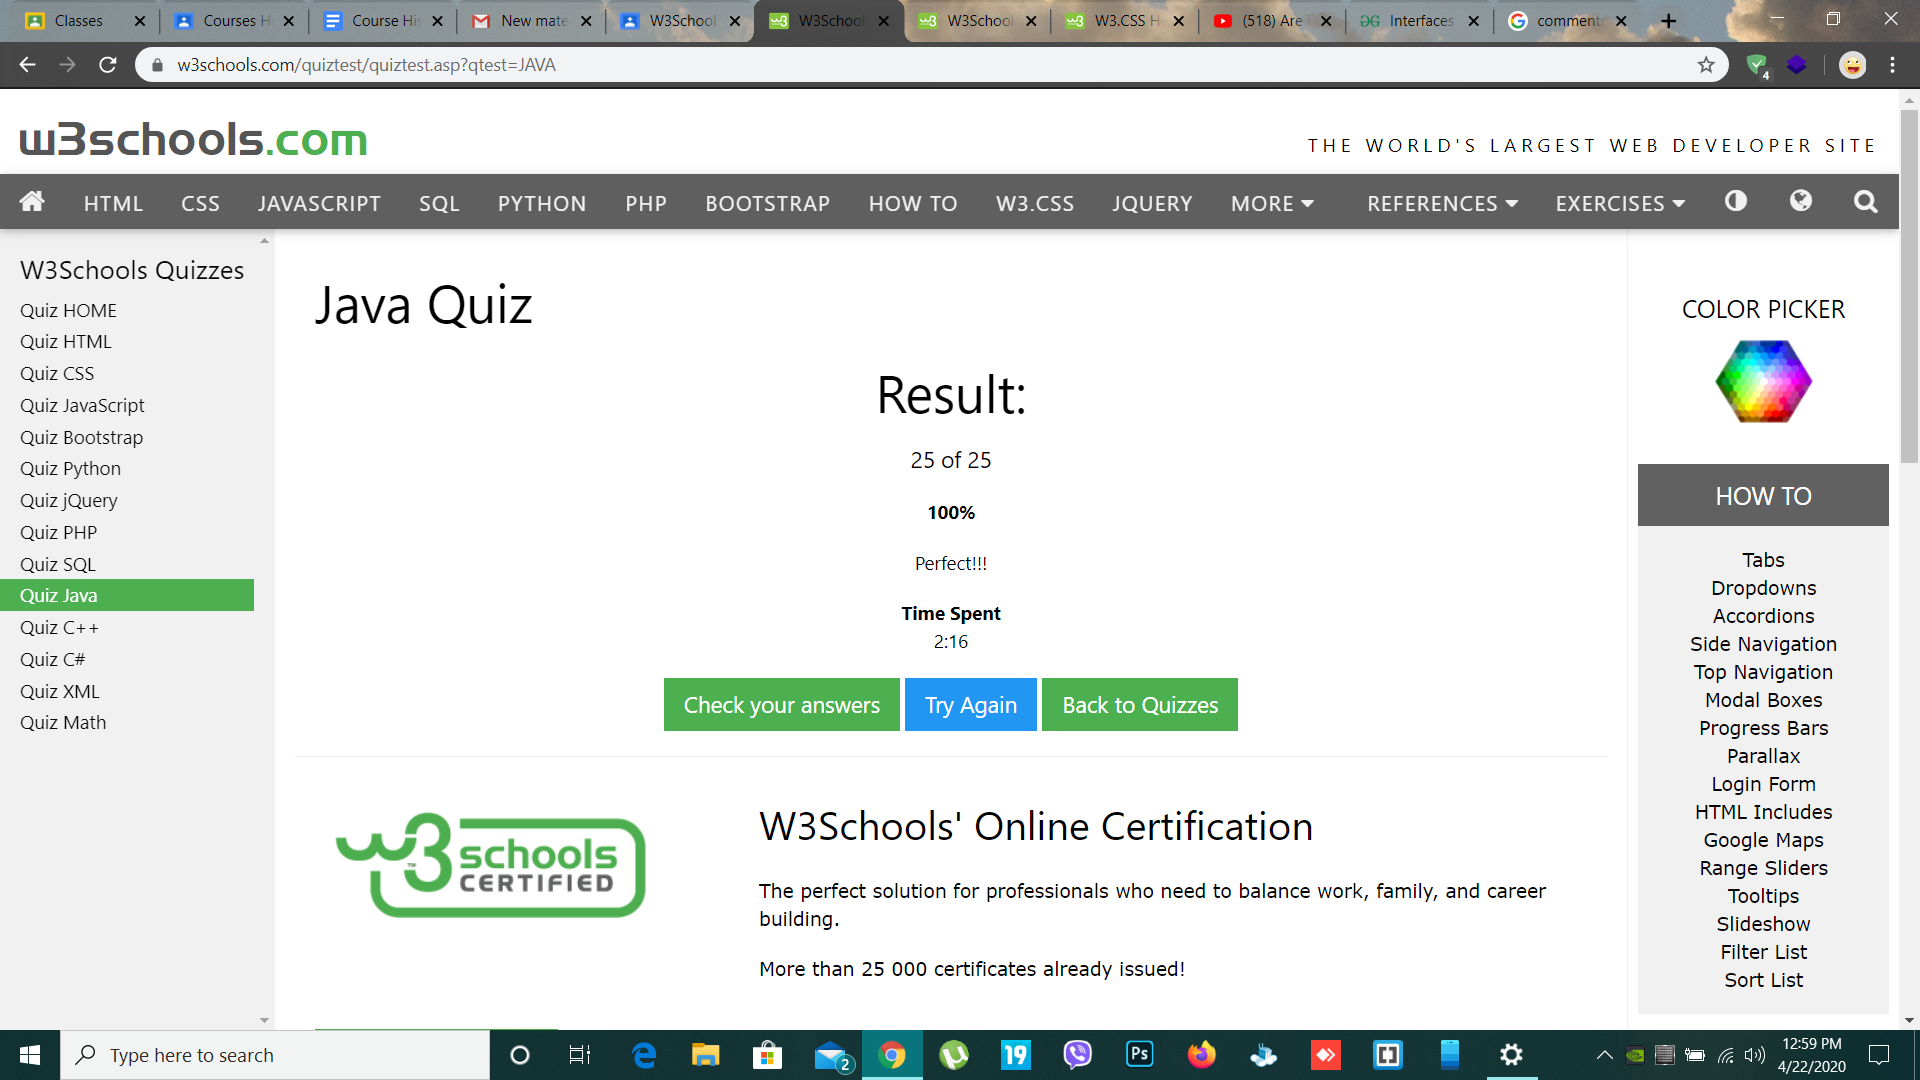 Classes
Courses H
Course His
New mate
W3School
W3School
W3School
W3.CSS H
(518) Are
Interfaces
comment
w3schools.com/quiztest/quiztest.asp?qtest=JAVA
4
w3schools.com
THE WORLD'S LARGEST WEB DEVELOPER SITE
HTML CSS JAVASCRIPT SQL PYTHON PHP BOOTSTRAP HOW TO W3.CSS JQUERY MORE REFERENCES EXERCISES
W3Schools Quizzes
Quiz HOME
Quiz HTML
Quiz CSS
Quiz JavaScript
Quiz Bootstrap
Quiz Python
Quiz jQuery
Quiz PHP
Quiz SQL
Quiz Java
Quiz C++
Quiz C#
Quiz XML
Quiz Math
Java Quiz
Result:
25 of 25
100%
Perfect!!!
Time Spent
2:16
Check your answers
Try Again
Back to Quizzes
w3schools
CERTIFIED
W3Schools' Online Certification
The perfect solution for professionals who need to balance work, family, and career
building.
More than 25 000 certificates already issued!
COLOR PICKER
HOW TO
Tabs
Dropdowns
Accordions
Side Navigation
Top Navigation
Modal Boxes
Progress Bars
Parallax
Login Form
HTML Includes
Google Maps
Range Sliders
Tooltips
Slideshow
Filter List
Sort List
Type here to search
2
19
Ps
12:59 PM
4/22/2020